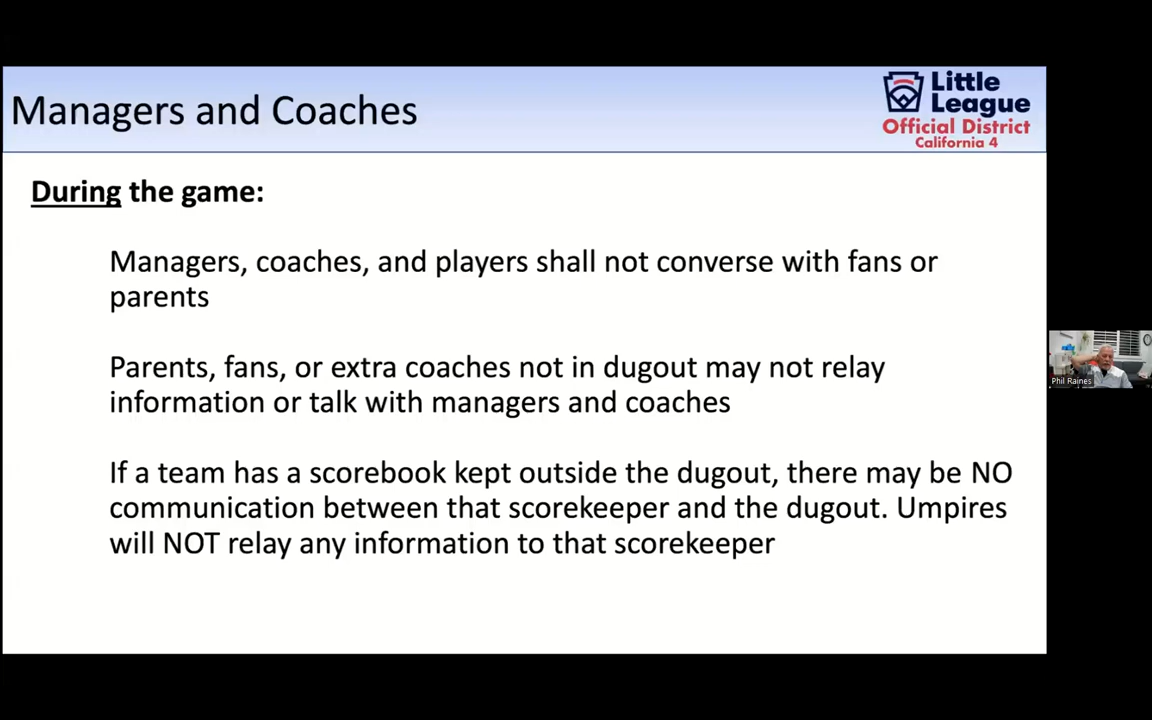 Managers and Coaches
Little
League
Official District
California 4
During the game:
Managers, coaches, and players shall not converse with fans or
parents
Parents, fans, or extra coaches not in dugout may not relay
information or talk with managers and coaches
If a team has a scorebook kept outside the dugout, there may be NO
communication between that scorekeeper and the dugout. Umpires
will NOT relay any information to that scorekeeper
Phil Raines